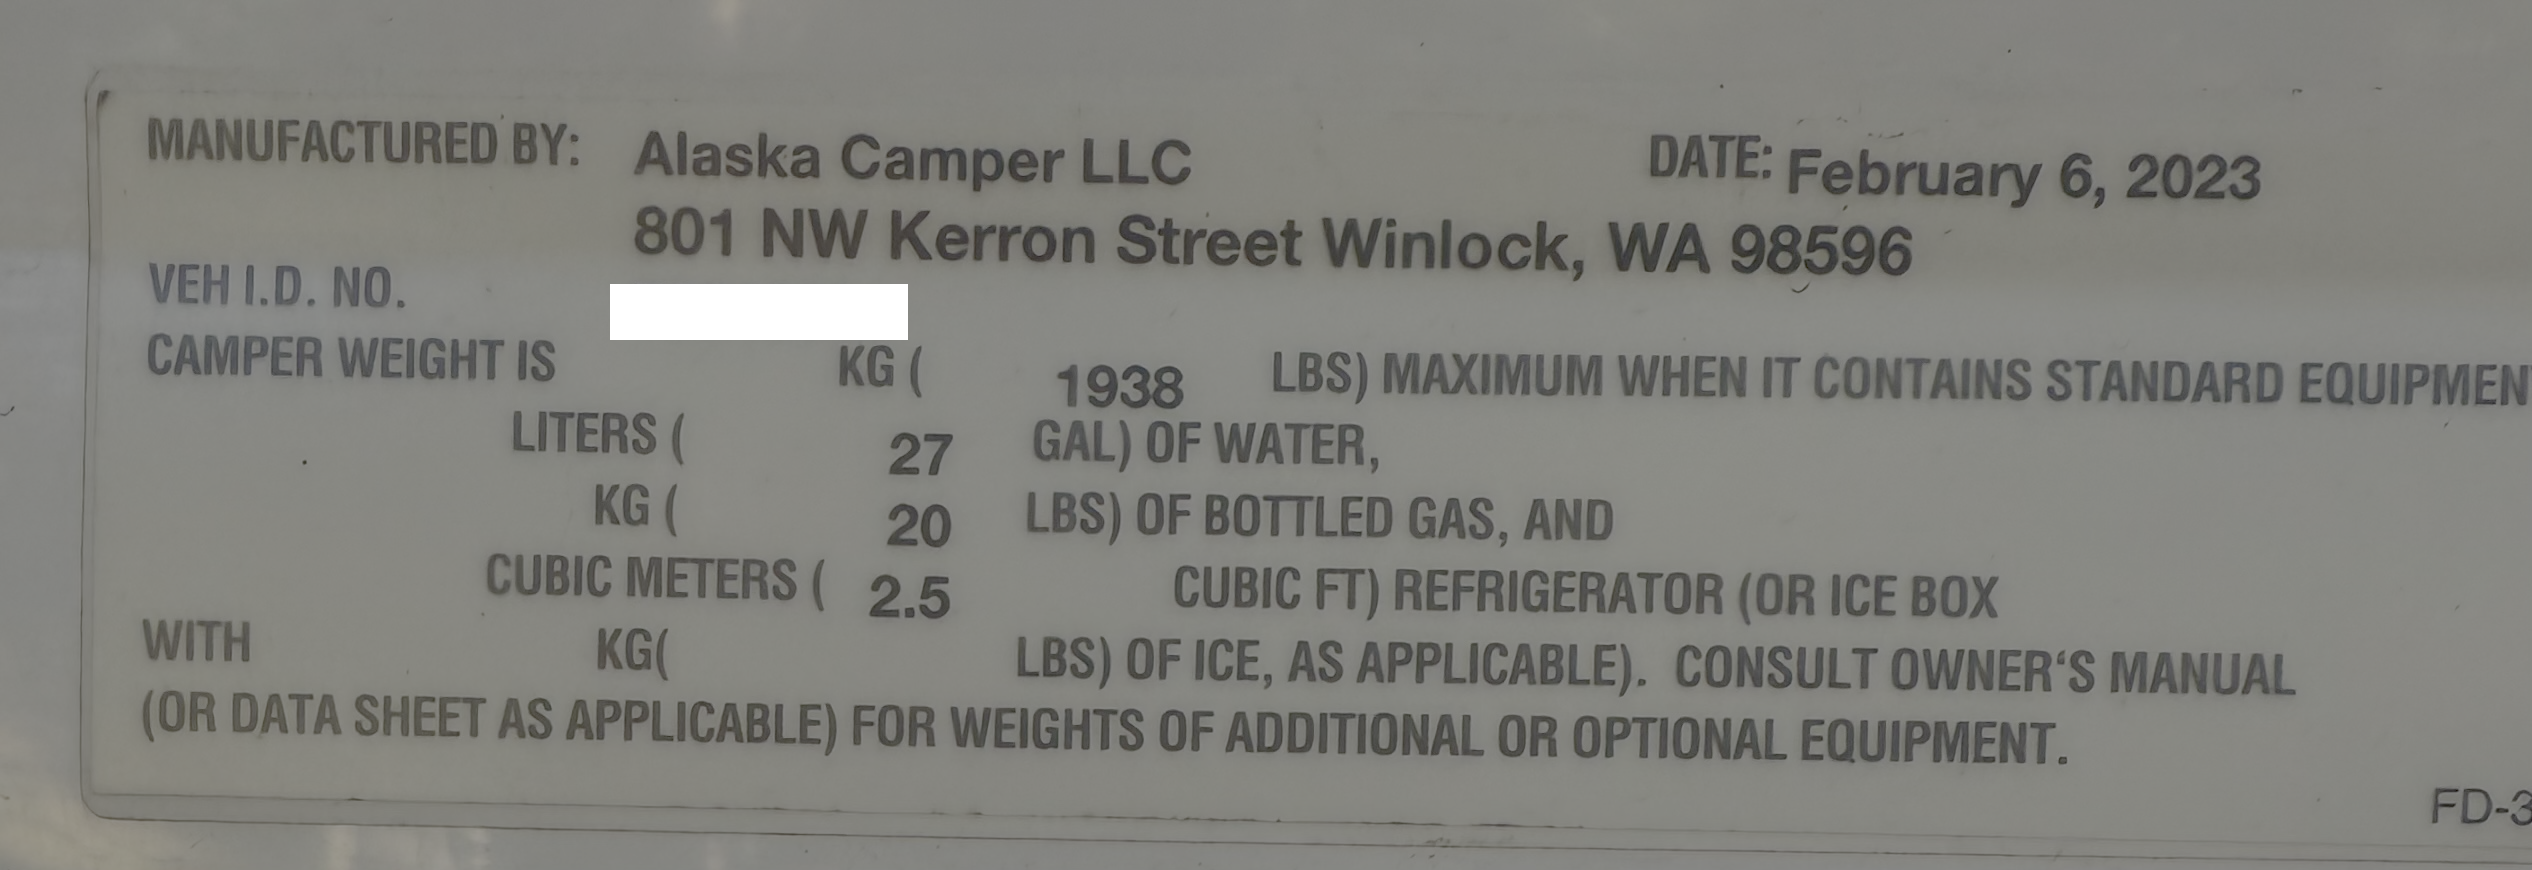 MANUFACTURED BY: Alaska Camper LLC DATE: February 6, 2023
801 NW Kerron Street Winlock, WA 98596
VEH I.D. NO.
CAMPER WEIGHT IS KG ( 1938 LBS) MAXIMUM WHEN IT CONTAINS STANDARD EQUIPMEN
LITERS ( 27 GAL) OF WATER,
KG ( 20 LBS) OF BOTTLED GAS, AND
CUBIC METERS ( 2.5 CUBIC FT) REFRIGERATOR (OR ICE BOX
WITH KG( LBS) OF ICE, AS APPLICABLE). CONSULT OWNER'S MANUAL
(OR DATA SHEET AS APPLICABLE) FOR WEIGHTS OF ADDITIONAL OR OPTIONAL EQUIPMENT.
FD-3